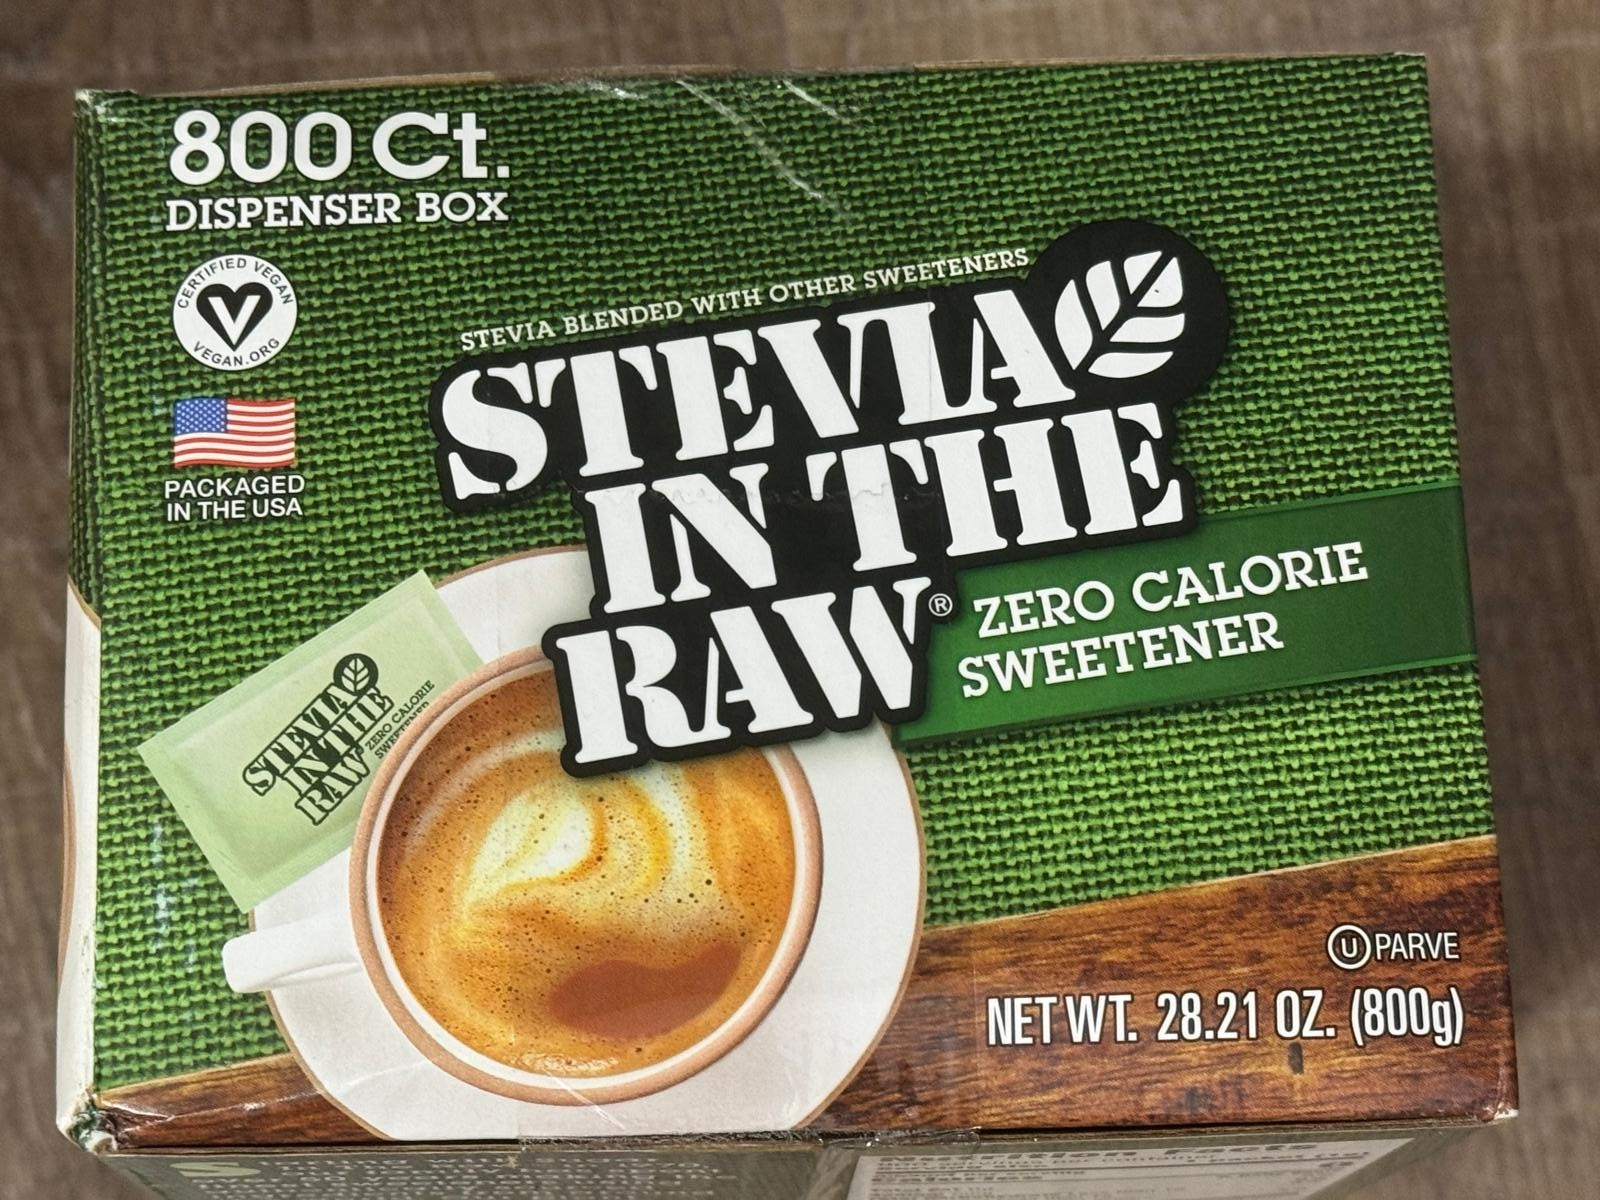 800 Ct.
DISPENSER BOX
CERTIFIED VEGAN
V
VEGAN.ORG
PACKAGED
IN THE USA
STEVIA BLENDED WITH OTHER SWEETENERS
STEVIA
IN THE
RAW®
ZERO CALORIE
SWEETENER
STEVIA
IN THE
RAW
ZERO CALORIE
SWEETENER
U PARVE
NET WT. 28.21 OZ. (800g)